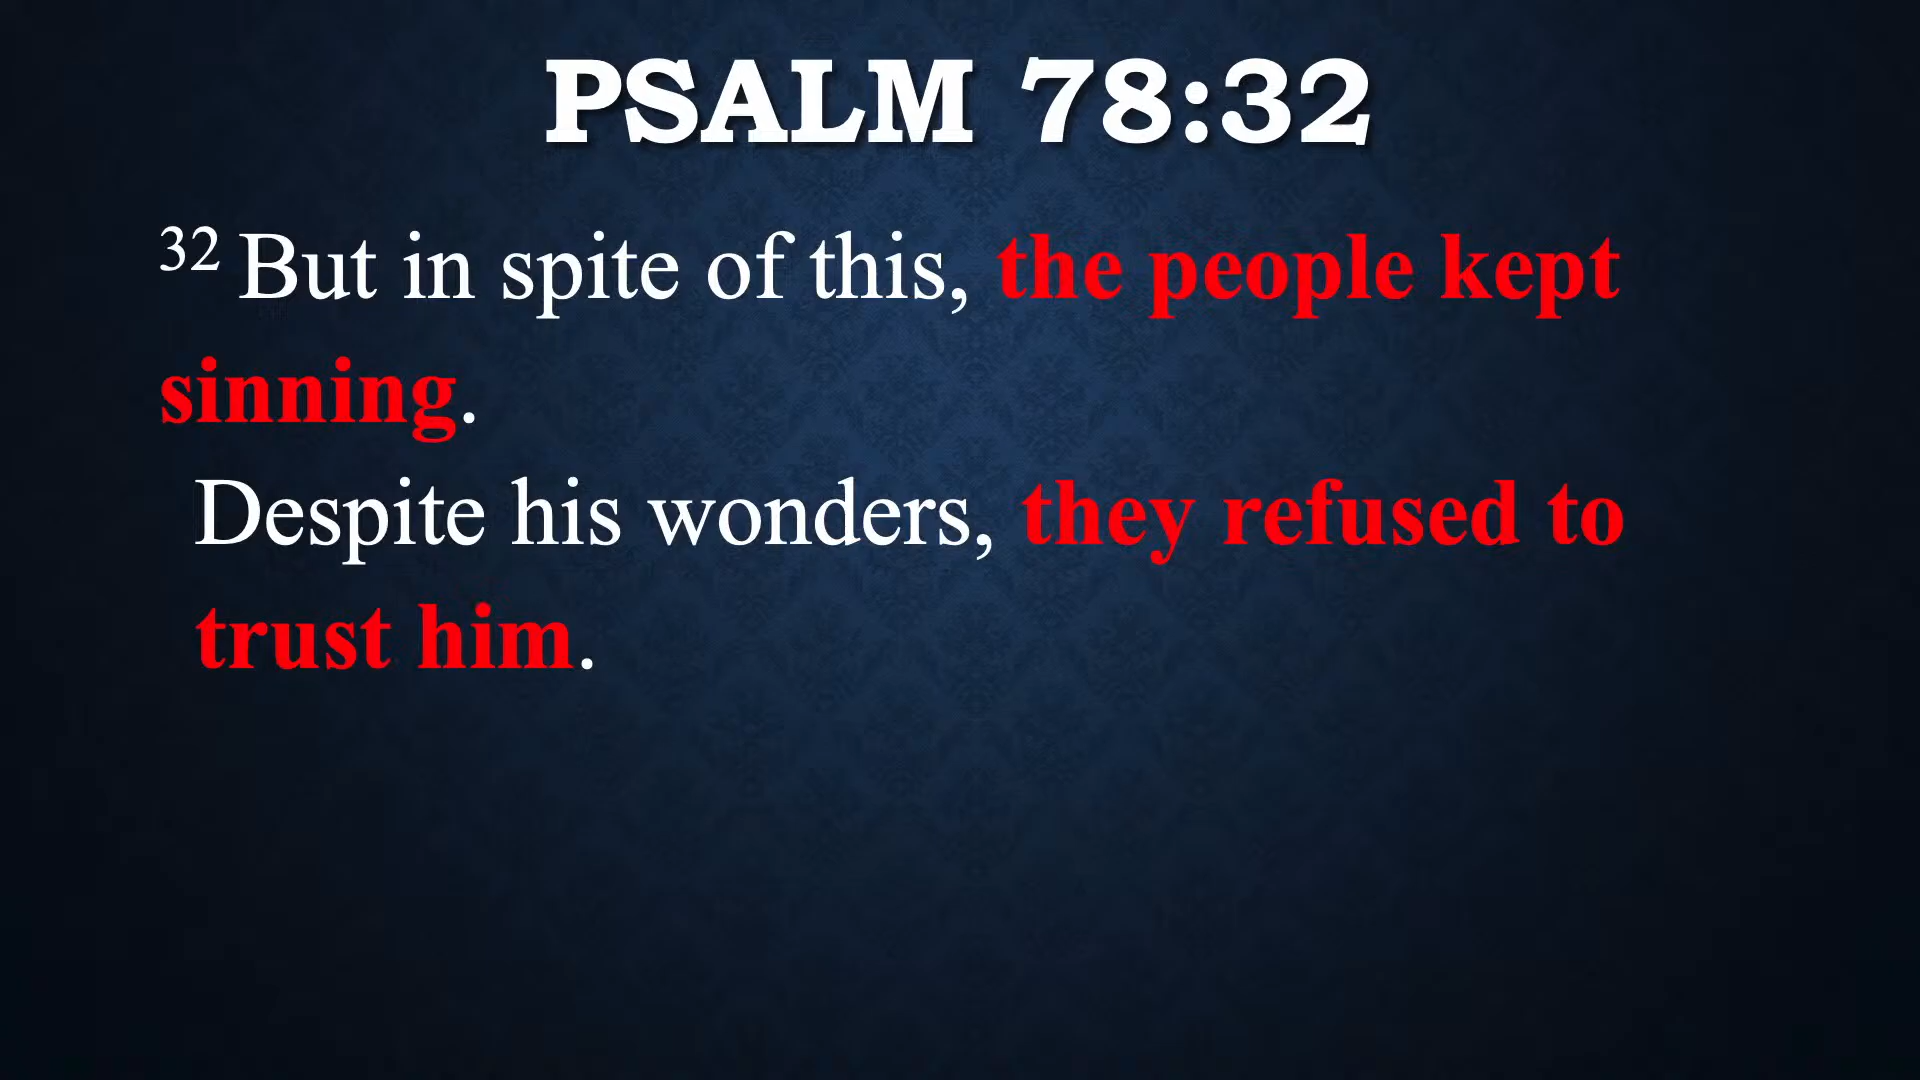 PSALM 78:32
32 But in spite of this, the people kept
sinning.
Despite his wonders, they refused to
trust him.